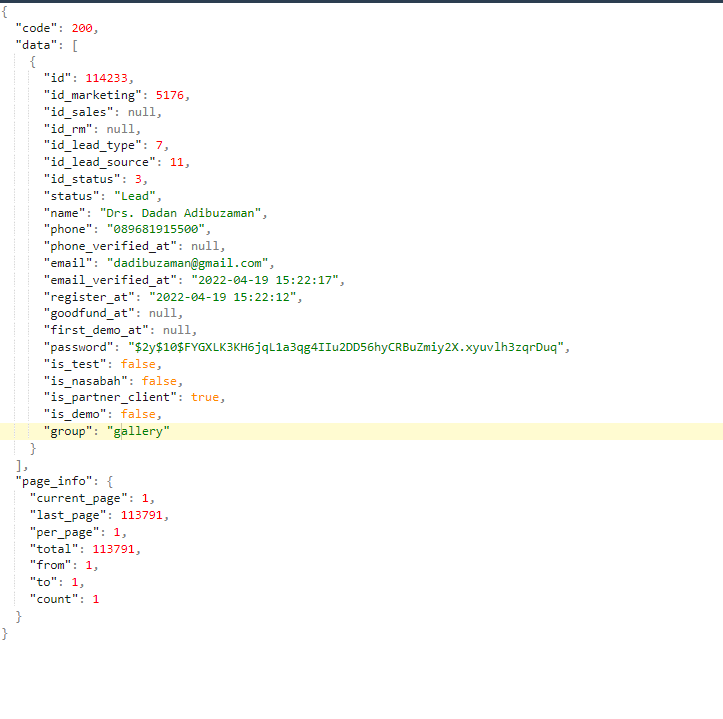 {
"code": 200,
"data": [
{
"id": 114233,
"id_marketing": 5176,
"id_sales": null,
"id_rm": null,
"id_lead_type": 7,
"id_lead_source": 11,
"id_status": 3,
"status": "Lead",
"name": "Drs. Dadan Adibuzaman",
"phone": "089681915500",
"phone_verified_at": null,
"email": "dadibuzaman@gmail.com",
"email_verified_at": "2022-04-19 15:22:17",
"register_at": "2022-04-19 15:22:12",
"goodfund_at": null,
"first_demo_at": null,
"password": "$2y$10$FYGXLK3KH6jqL1a3qg4IIu2DD56hyCRBuZmiy2X.xyuvlh3zqrDuq",
"is_test": false,
"is_nasabah": false,
"is_partner_client": true,
"is_demo": false,
"group": "gallery"
}
],
"page_info": {
"current_page": 1,
"last_page": 113791,
"per_page": 1,
"total": 113791,
"from": 1,
"to": 1,
"count": 1
}
}